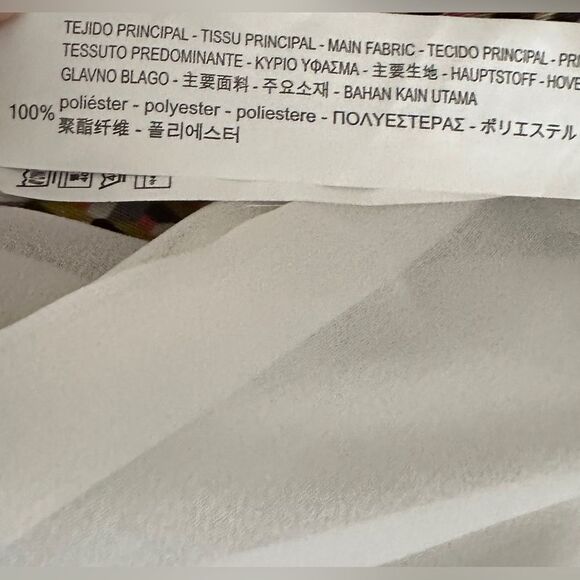 TEJIDO PRINCIPAL - TISSU PRINCIPAL - MAIN FABRIC - TECIDO PRINCIPAL - PRI
TESSUTO PREDOMINANTE - ΚΥΡΙΟ ΥΦΑΣΜΑ - 主要生地 - HAUPTSTOFF - HOVE
GLAVNO BLAGO - 主要面料 - 주요소재 - BAHAN KAIN UTAMA
100% poliéster - polyester - poliestere - ΠΟΛΥΕΣΤΕΡΑΣ - ポリエステル
聚酯纤维 - 폴리에스터